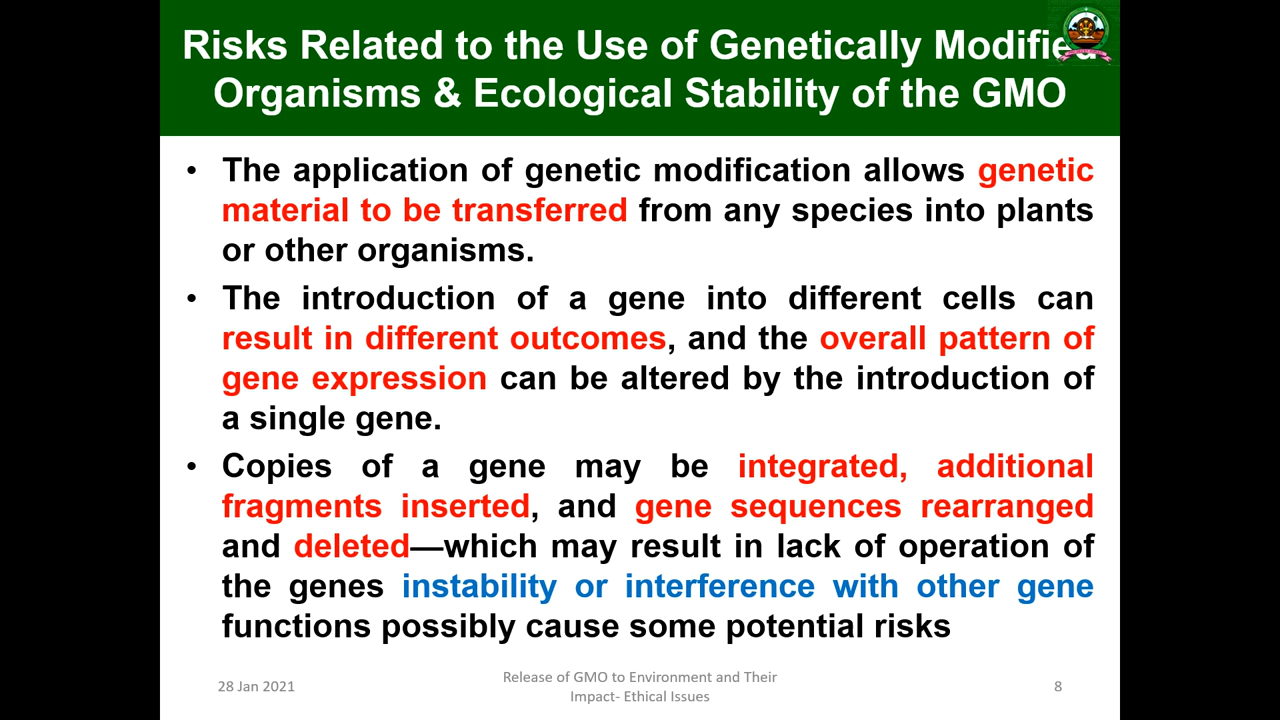 Risks Related to the Use of Genetically Modified
Organisms & Ecological Stability of the GMO
• The application of genetic modification allows genetic
material to be transferred from any species into plants
or other organisms.
• The introduction of a gene into different cells can
result in different outcomes, and the overall pattern of
gene expression can be altered by the introduction of
a single gene.
• Copies of a gene may be integrated, additional
fragments inserted, and gene sequences rearranged
and deleted—which may result in lack of operation of
the genes instability or interference with other gene
functions possibly cause some potential risks
28 Jan 2021
Release of GMO to Environment and Their
Impact- Ethical Issues
8